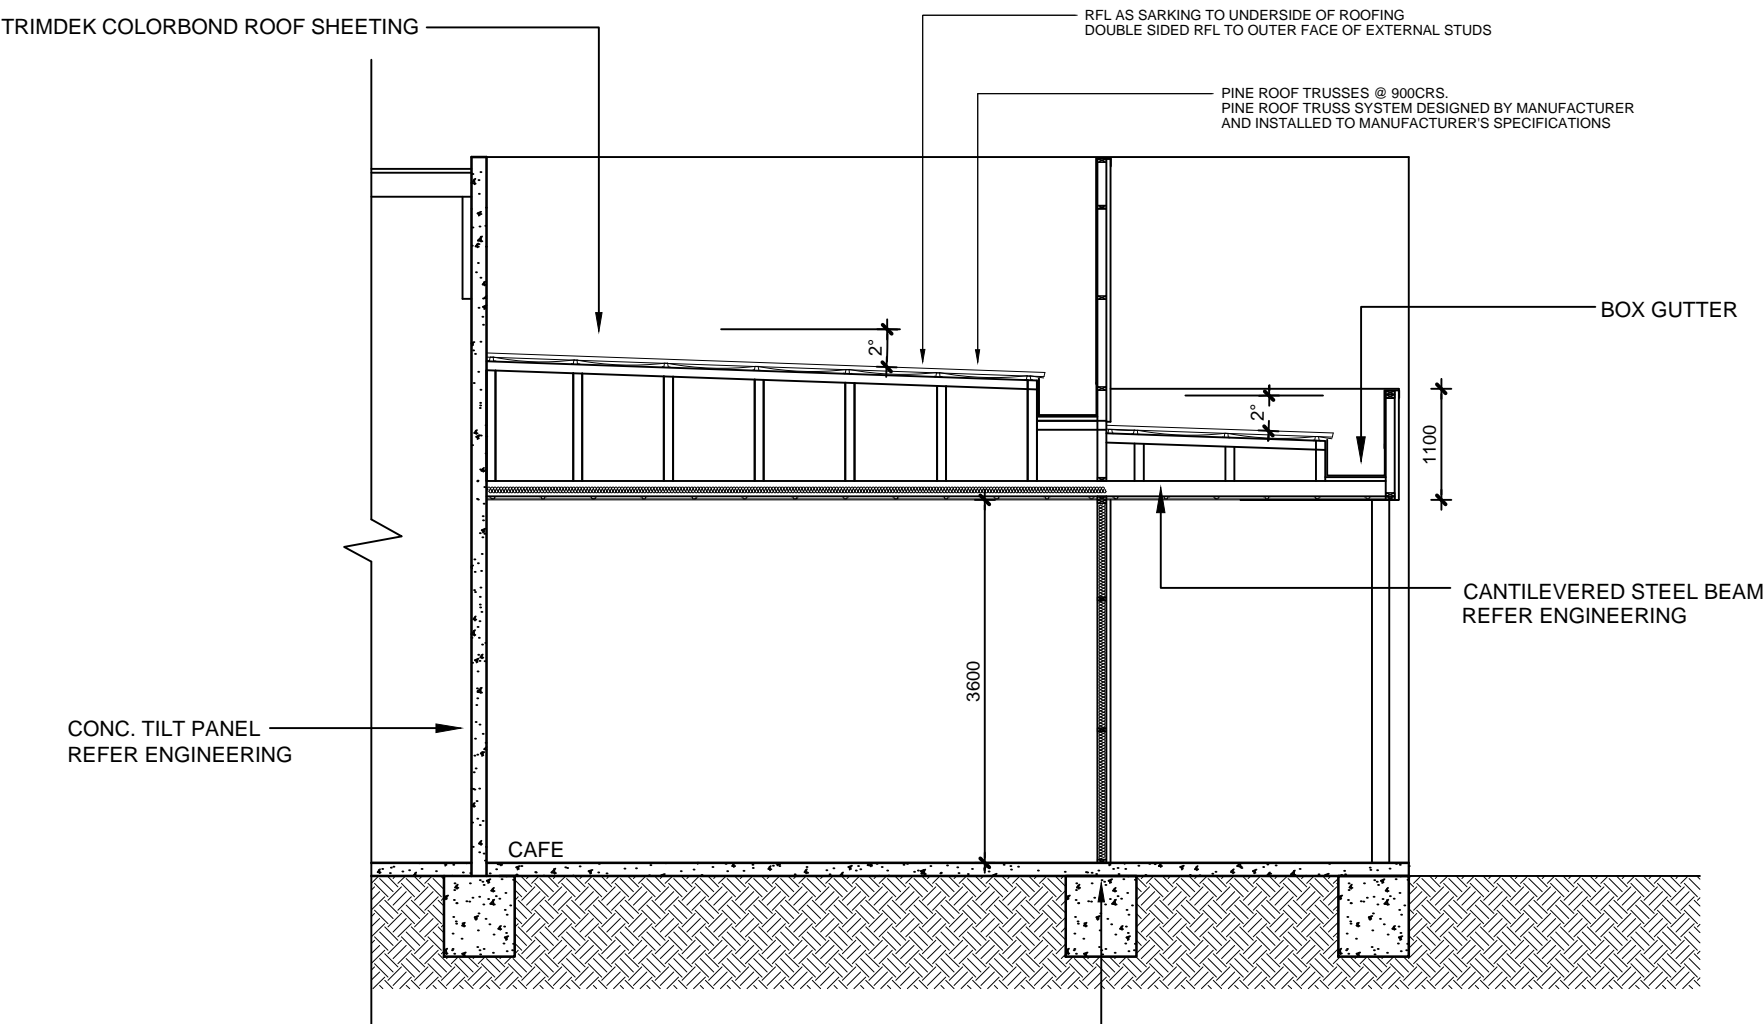 TRIMDEK COLORBOND ROOF SHEETING
RFL AS SARKING TO UNDERSIDE OF ROOFING
DOUBLE SIDED RFL TO OUTER FACE OF EXTERNAL STUDS
PINE ROOF TRUSSES @ 900CRS.
PINE ROOF TRUSS SYSTEM DESIGNED BY MANUFACTURER
AND INSTALLED TO MANUFACTURER'S SPECIFICATIONS
BOX GUTTER
2°
2°
1100
CANTILEVERED STEEL BEAM
REFER ENGINEERING
3600
CONC. TILT PANEL
REFER ENGINEERING
CAFE